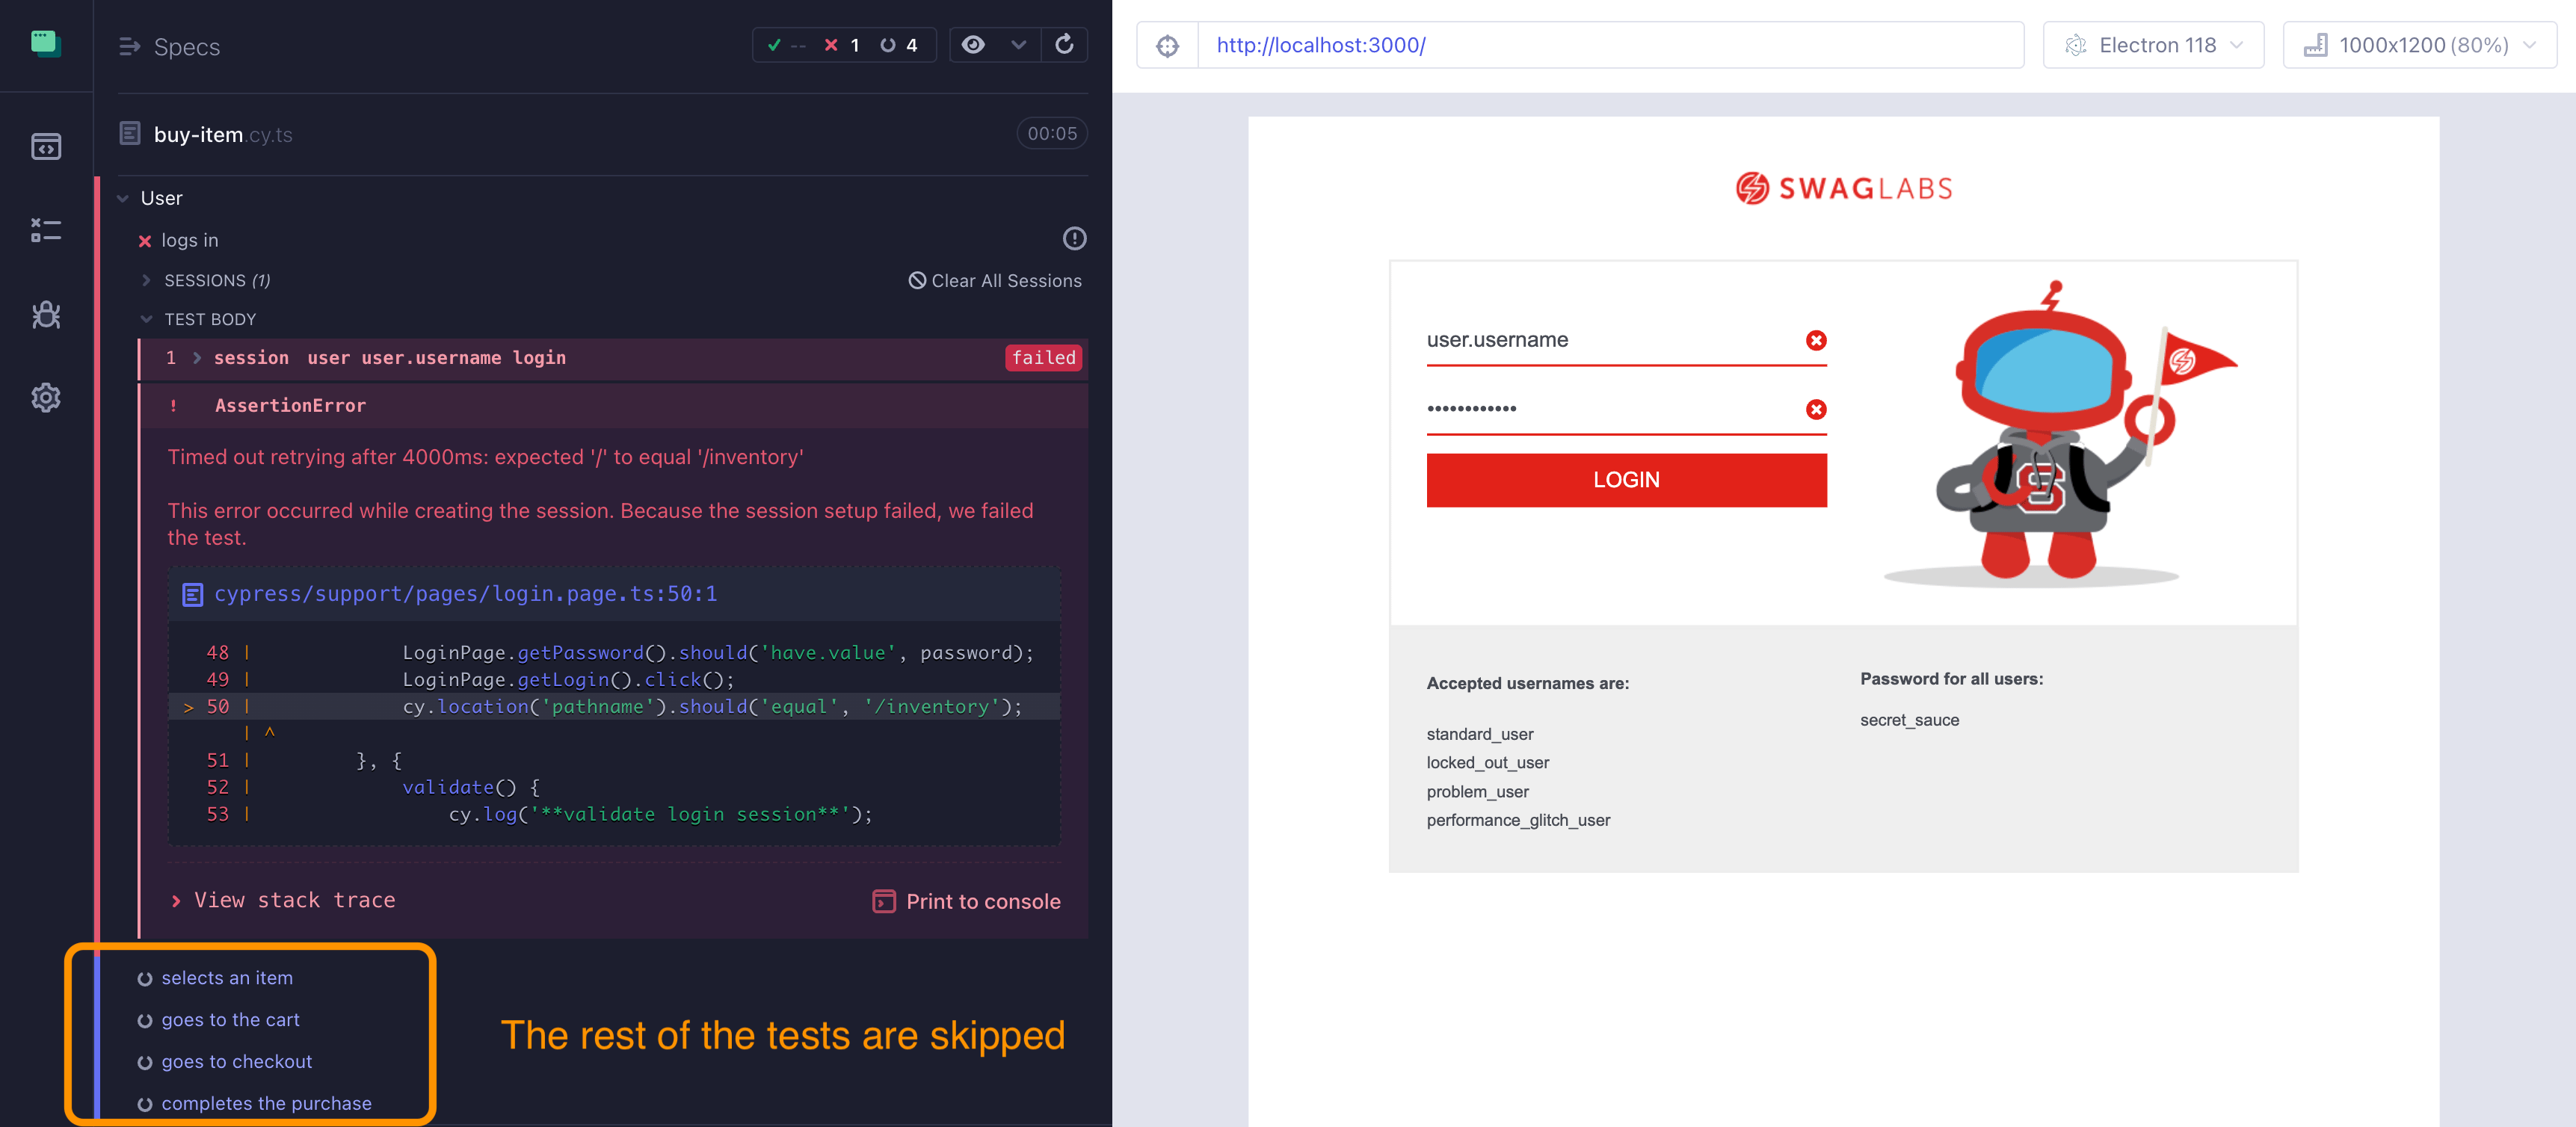 Specs
-- 1 4
buy-item.cy.ts
00:05
User
logs in
SESSIONS (1)
Clear All Sessions
TEST BODY
1 session user user.username login failed
! AssertionError
Timed out retrying after 4000ms: expected '/' to equal '/inventory'
This error occurred while creating the session. Because the session setup failed, we failed
the test.
cypress/support/pages/login.page.ts:50:1
48 | LoginPage.getPassword().should('have.value', password);
49 | LoginPage.getLogin().click();
> 50 | cy.location('pathname').should('equal', '/inventory');
| ^
51 | }, {
52 | validate() {
53 | cy.log('**validate login session**');
View stack trace
Print to console
selects an item
goes to the cart
goes to checkout
completes the purchase
The rest of the tests are skipped
http://localhost:3000/
Electron 118
1000x1200 (80%)
SWAGLABS
user.username
••••••••••••
LOGIN
S
Accepted usernames are:
standard_user
locked_out_user
problem_user
performance_glitch_user
Password for all users:
secret_sauce